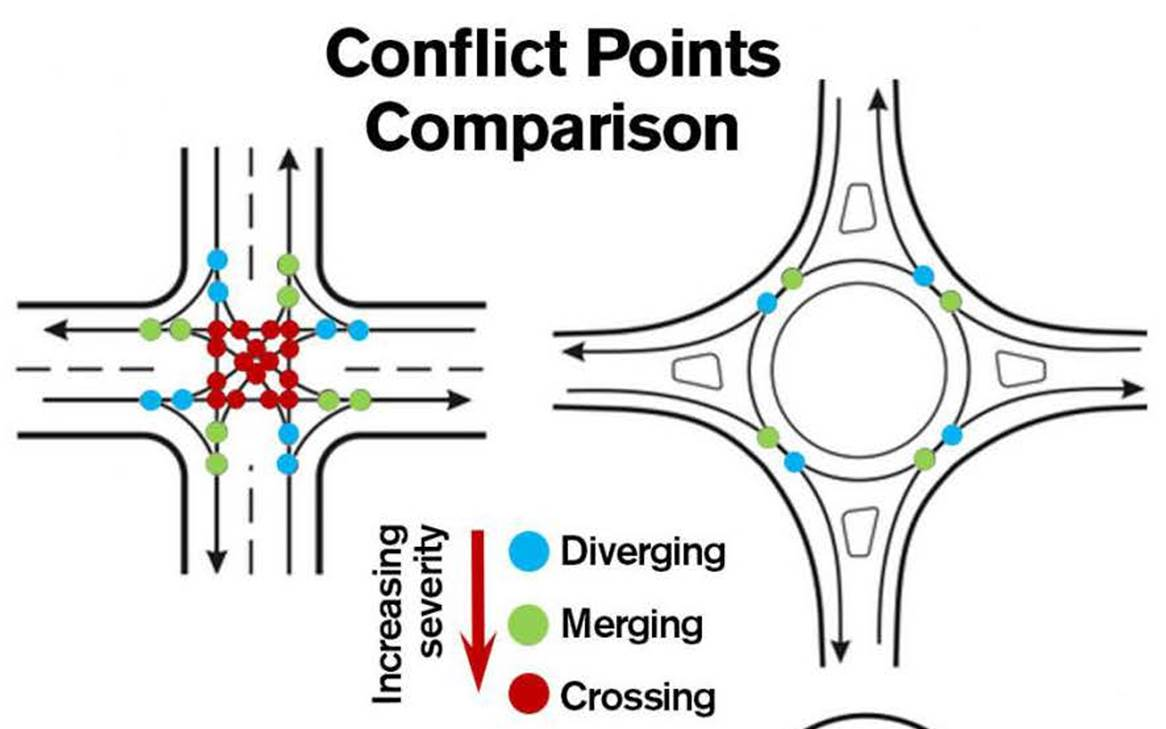 Conflict Points
Comparison
Increasing
severity
Diverging
Merging
Crossing